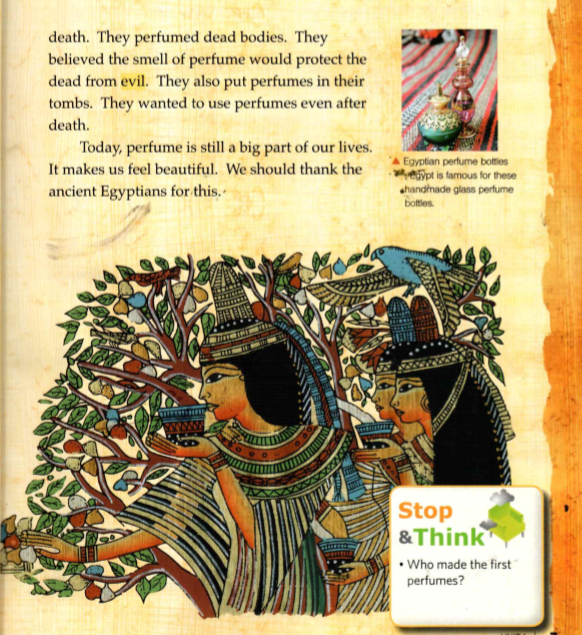 death. They perfumed dead bodies. They
believed the smell of perfume would protect the
dead from evil. They also put perfumes in their
tombs. They wanted to use perfumes even after
death.
Today, perfume is still a big part of our lives.
It makes us feel beautiful. We should thank the
ancient Egyptians for this.
▲ Egyptian perfume bottles
Egypt is famous for these
handmade glass perfume
bottles.
Stop
&Think
• Who made the first
perfumes?